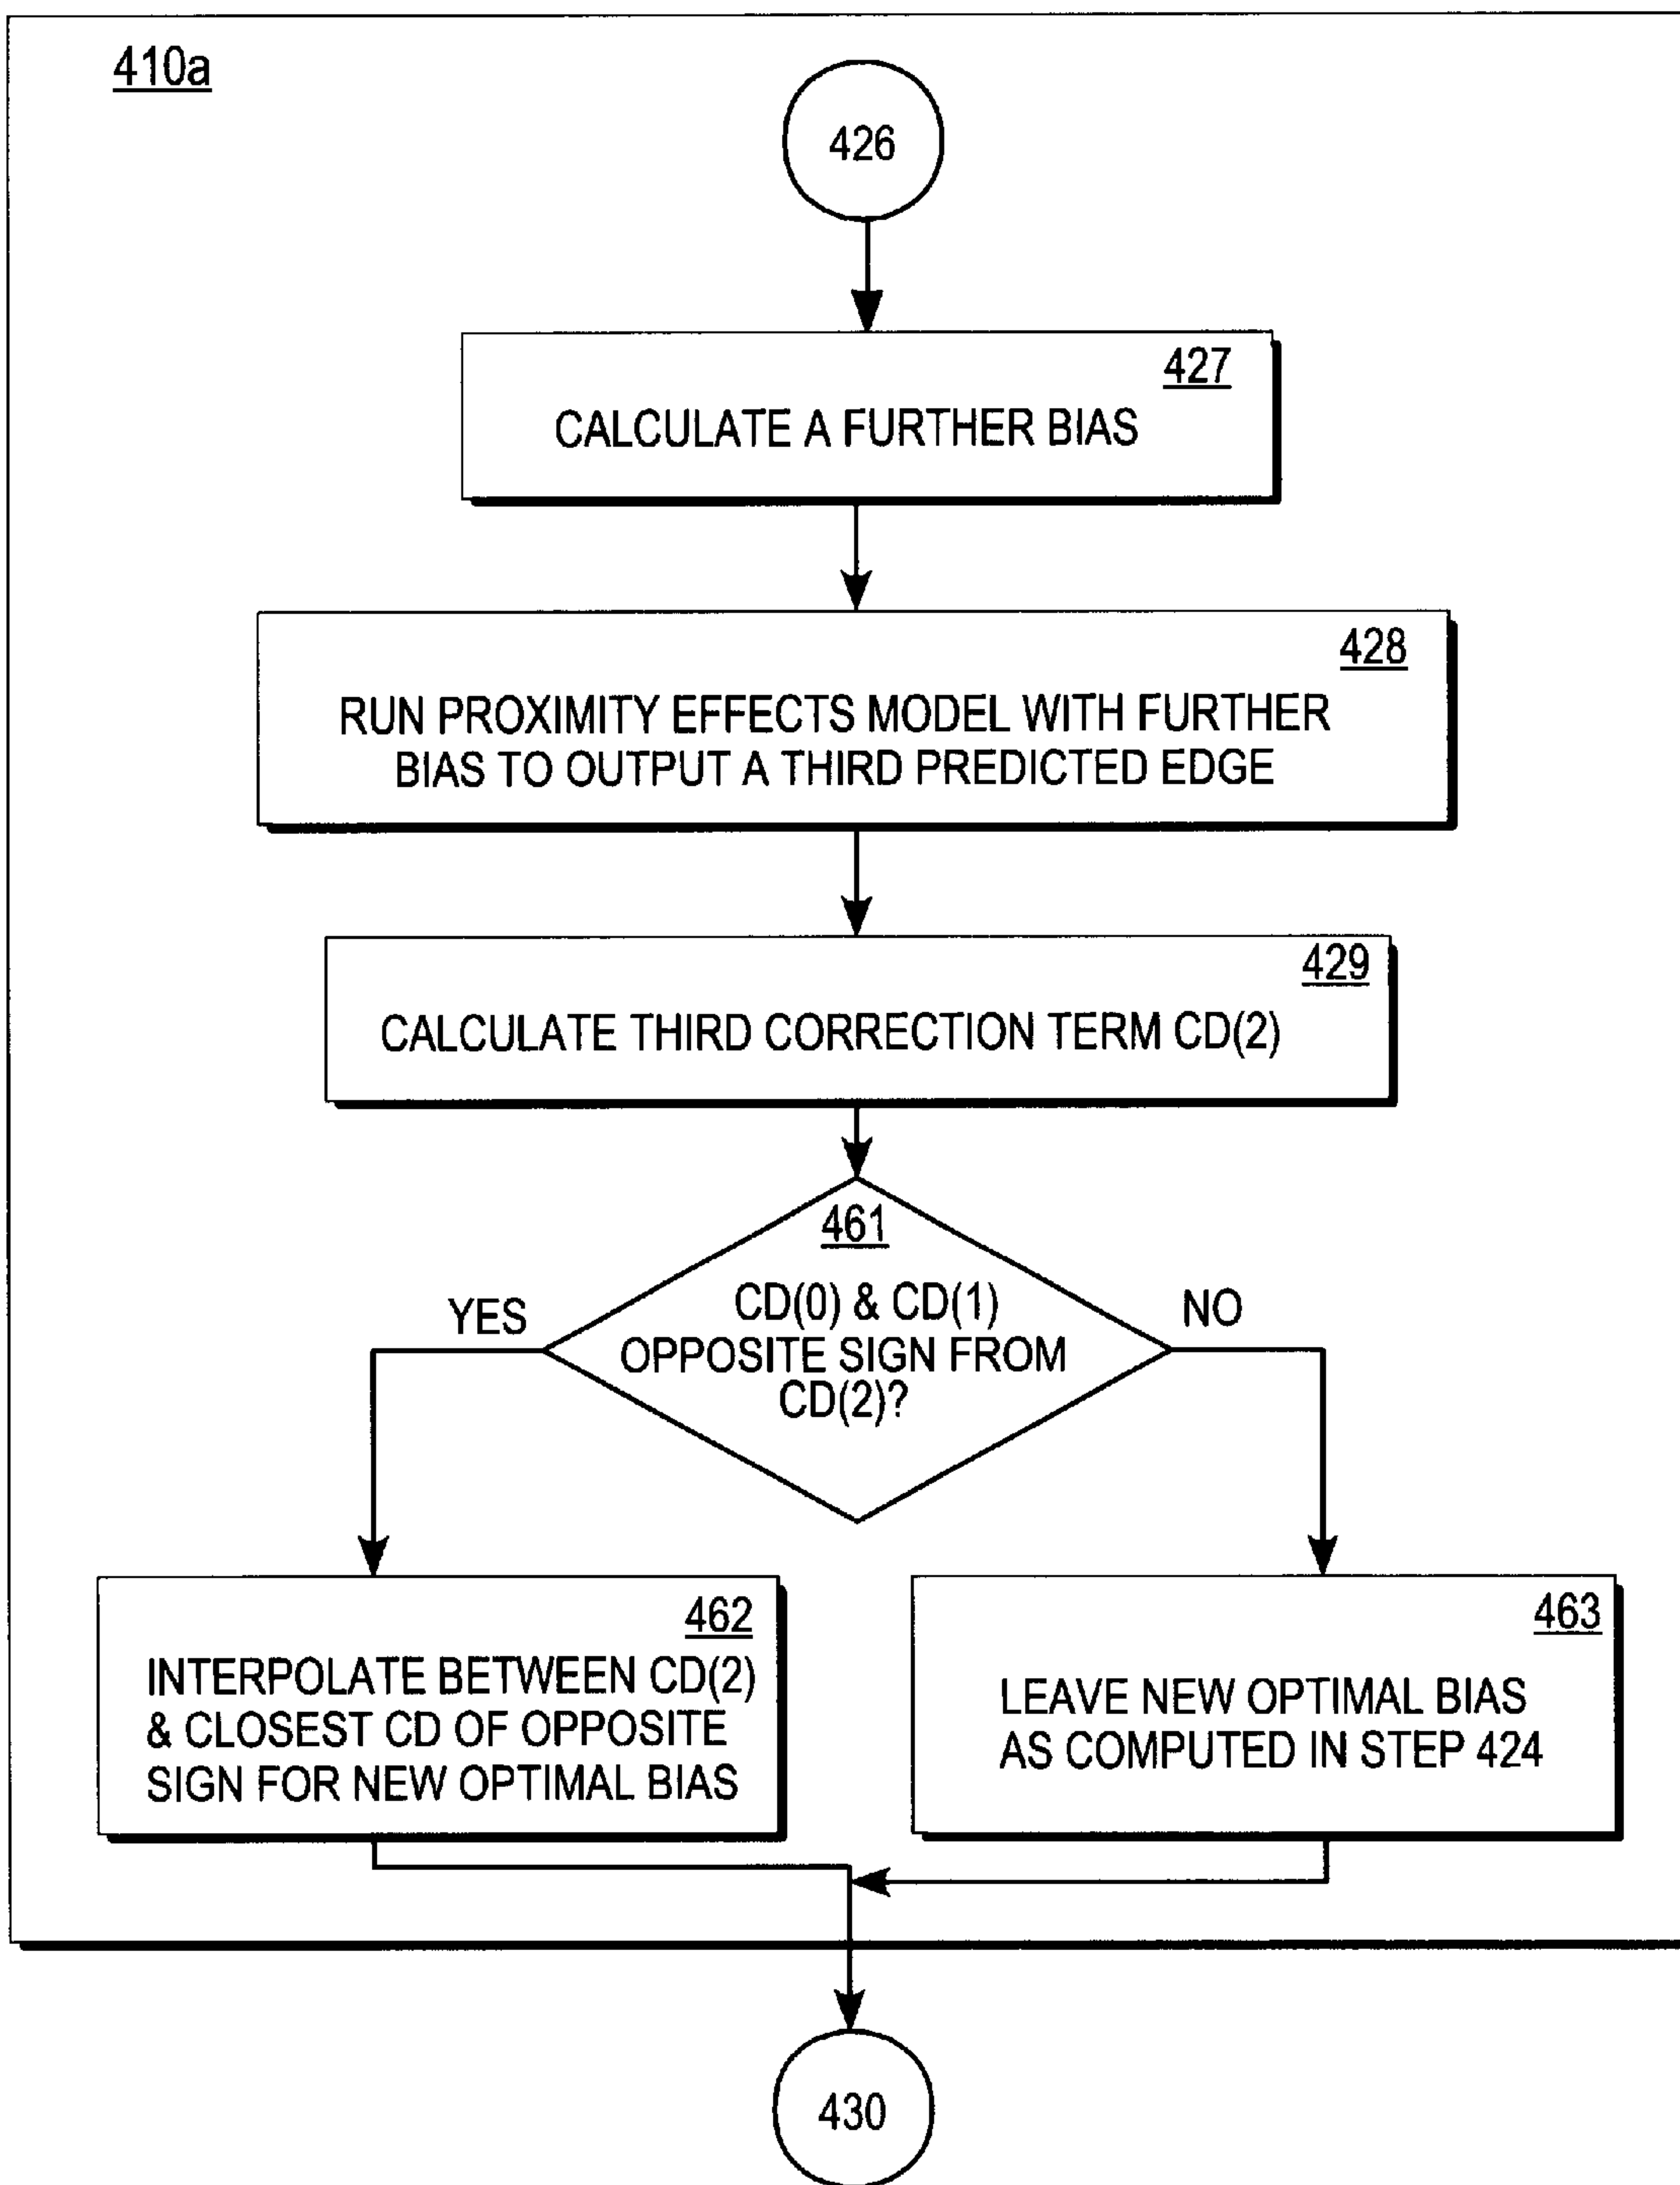 410a
426
427
CALCULATE A FURTHER BIAS
428
RUN PROXIMITY EFFECTS MODEL WITH FURTHER
BIAS TO OUTPUT A THIRD PREDICTED EDGE
429
CALCULATE THIRD CORRECTION TERM CD(2)
461
CD(0) & CD(1)
OPPOSITE SIGN FROM
CD(2)?
YES
NO
462
INTERPOLATE BETWEEN CD(2)
& CLOSEST CD OF OPPOSITE
SIGN FOR NEW OPTIMAL BIAS
463
LEAVE NEW OPTIMAL BIAS
AS COMPUTED IN STEP 424
430